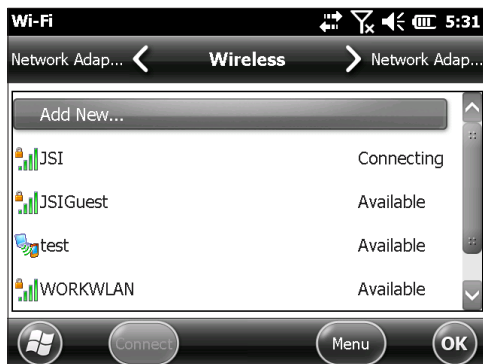 Wi-Fi 5:31
Network Adap... Wireless Network Adap...
Add New...
JSI Connecting
JSIGuest Available
test Available
WORKWLAN Available
Connect Menu OK